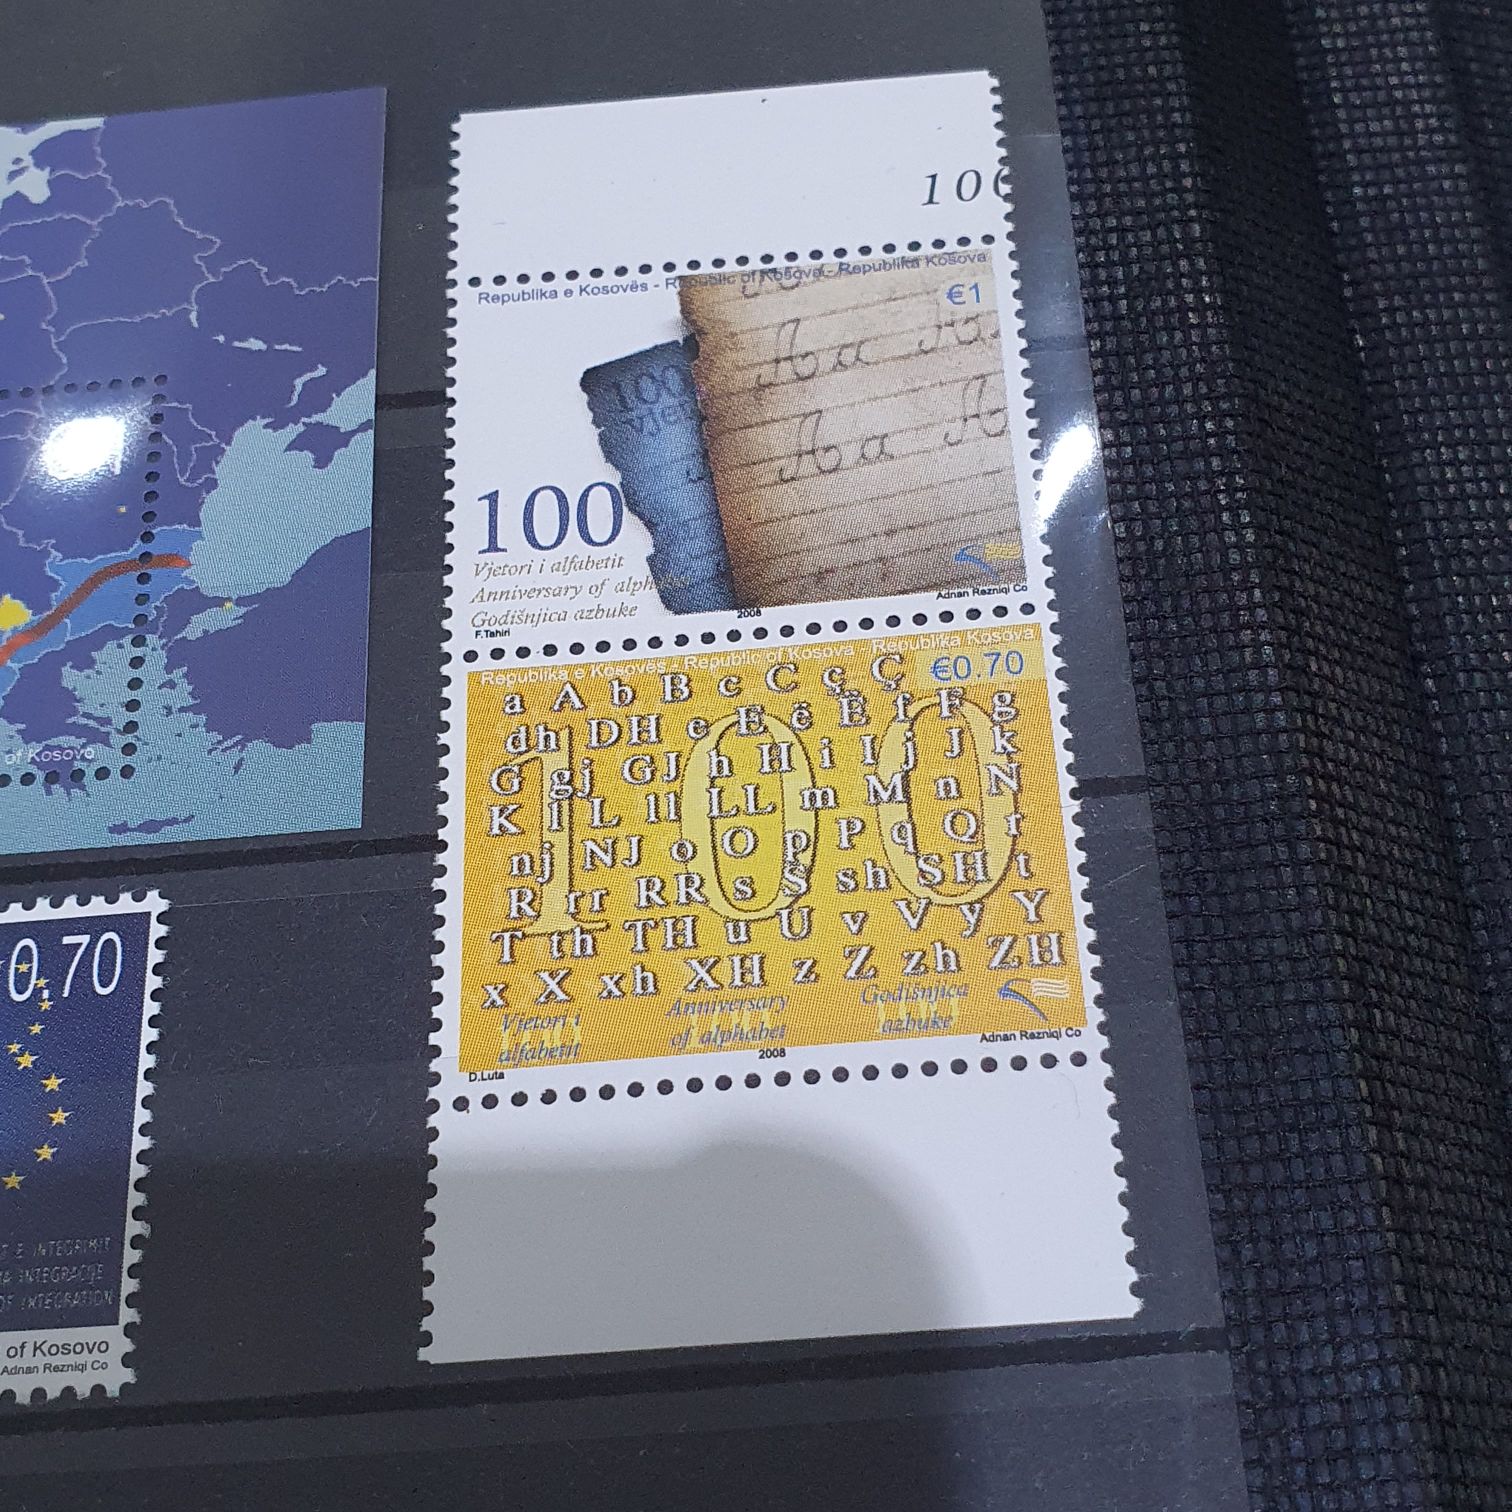 of Kosovo
0.70
INTEGRATION
of Kosovo
Adnan Rezniqi Co
Republika e Kosovës - Republic of Kosova - Republika Kosova
€1
A a
A a A
100
100
Vjetori i alfabetit
Anniversary of
Godišnjica azbuke
F.Tahiri
2008
Adnan Rezniqi Co
Republika e Kosovës - Republic of Kosova - Republika Kosova
€0.70
100
a A b B c C ç Ç
dh DH e E ë Ë f F g
G gj GJ h H i I j J k
K l L ll LL m M n N
nj NJ o O p P q Q r
R rr RR s S sh SH t
T th TH u U v V y Y
x X xh XH z Z zh ZH
Vjetori i alfabetit
Anniversary of alphabet
Godišnjica azbuke
D.Luta
2008
Adnan Rezniqi Co